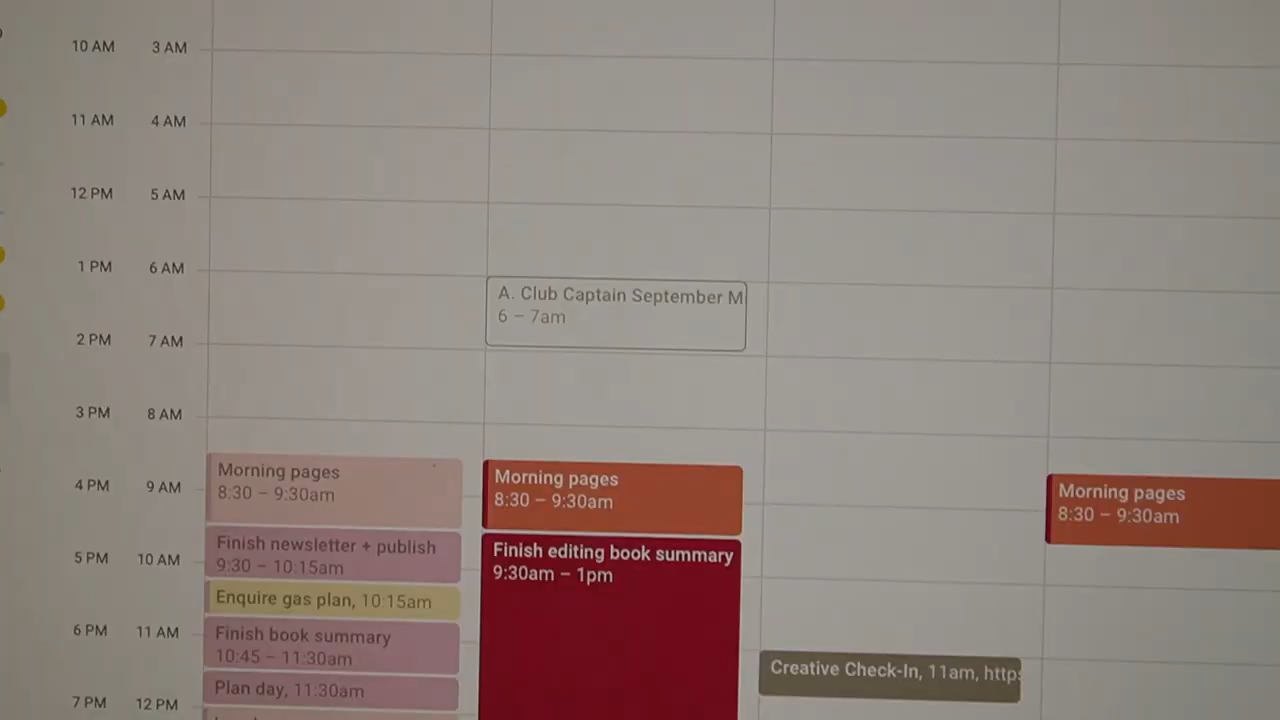 10 AM 3 AM
11 AM 4 AM
12 PM 5 AM
1 PM 6 AM
A. Club Captain September M
6 – 7am
2 PM 7 AM
3 PM 8 AM
4 PM 9 AM
Morning pages
8:30 – 9:30am
Morning pages
8:30 – 9:30am
Morning pages
8:30 – 9:30am
5 PM 10 AM
Finish newsletter + publish
9:30 – 10:15am
Finish editing book summary
9:30am – 1pm
Enquire gas plan, 10:15am
6 PM 11 AM
Finish book summary
10:45 – 11:30am
Creative Check-In, 11am, https
Plan day, 11:30am
7 PM 12 PM